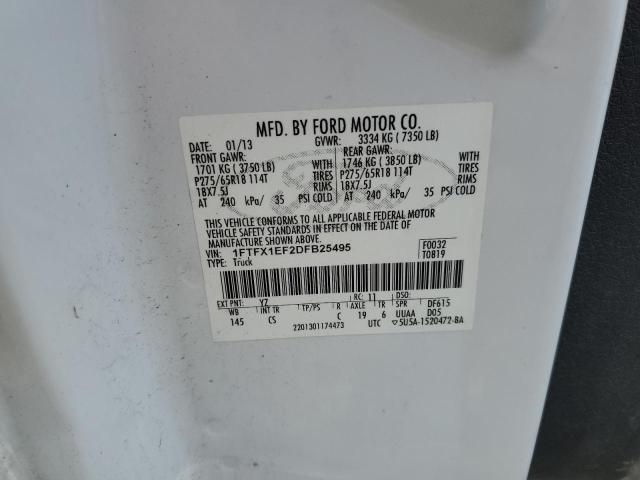 MFD. BY FORD MOTOR CO.
DATE: 01/13 GVWR: 3334 KG ( 7350 LB)
FRONT GAWR: REAR GAWR:
1701 KG ( 3750 LB) WITH 1746 KG ( 3850 LB) WITH
P275/65R18 114T TIRES P275/65R18 114T TIRES
18X7.5J RIMS 18X7.5J RIMS
AT 240 kPa/ 35 PSI COLD AT 240 kPa/ 35 PSI COLD
THIS VEHICLE CONFORMS TO ALL APPLICABLE FEDERAL MOTOR
VEHICLE SAFETY STANDARDS IN EFFECT ON THE DATE OF
MANUFACTURE SHOWN ABOVE.
VIN: 1FTFX1EF2DFB25495 F0032
TYPE: Truck T0819
EXT PNT: YZ RC: 11 DSO:
WB INT TR TP/PS R AXLE TR SPR DF615
145 CS C 19 6 UUAA D05
2201301174473 UTC 5U5A-1520472-BA
Ford